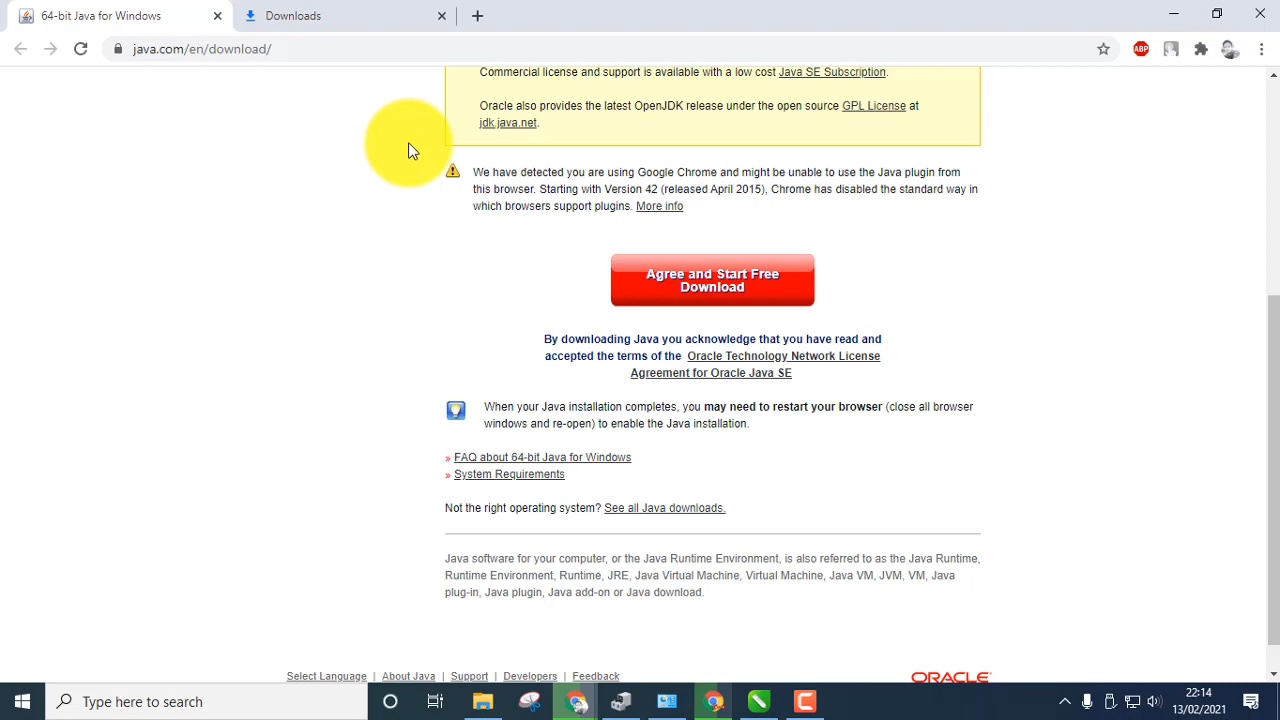 64-bit Java for Windows
Downloads
java.com/en/download/
ABP
Commercial license and support is available with a low cost Java SE Subscription.
Oracle also provides the latest OpenJDK release under the open source GPL License at
jdk.java.net.
We have detected you are using Google Chrome and might be unable to use the Java plugin from
this browser. Starting with Version 42 (released April 2015), Chrome has disabled the standard way in
which browsers support plugins. More info
Agree and Start Free
Download
By downloading Java you acknowledge that you have read and
accepted the terms of the Oracle Technology Network License
Agreement for Oracle Java SE
When your Java installation completes, you may need to restart your browser (close all browser
windows and re-open) to enable the Java installation.
» FAQ about 64-bit Java for Windows
» System Requirements
Not the right operating system? See all Java downloads.
Java software for your computer, or the Java Runtime Environment, is also referred to as the Java Runtime,
Runtime Environment, Runtime, JRE, Java Virtual Machine, Virtual Machine, Java VM, JVM, VM, Java
plug-in, Java plugin, Java add-on or Java download.
Select Language | About Java | Support | Developers | Feedback
ORACLE
Type here to search
22:14
13/02/2021